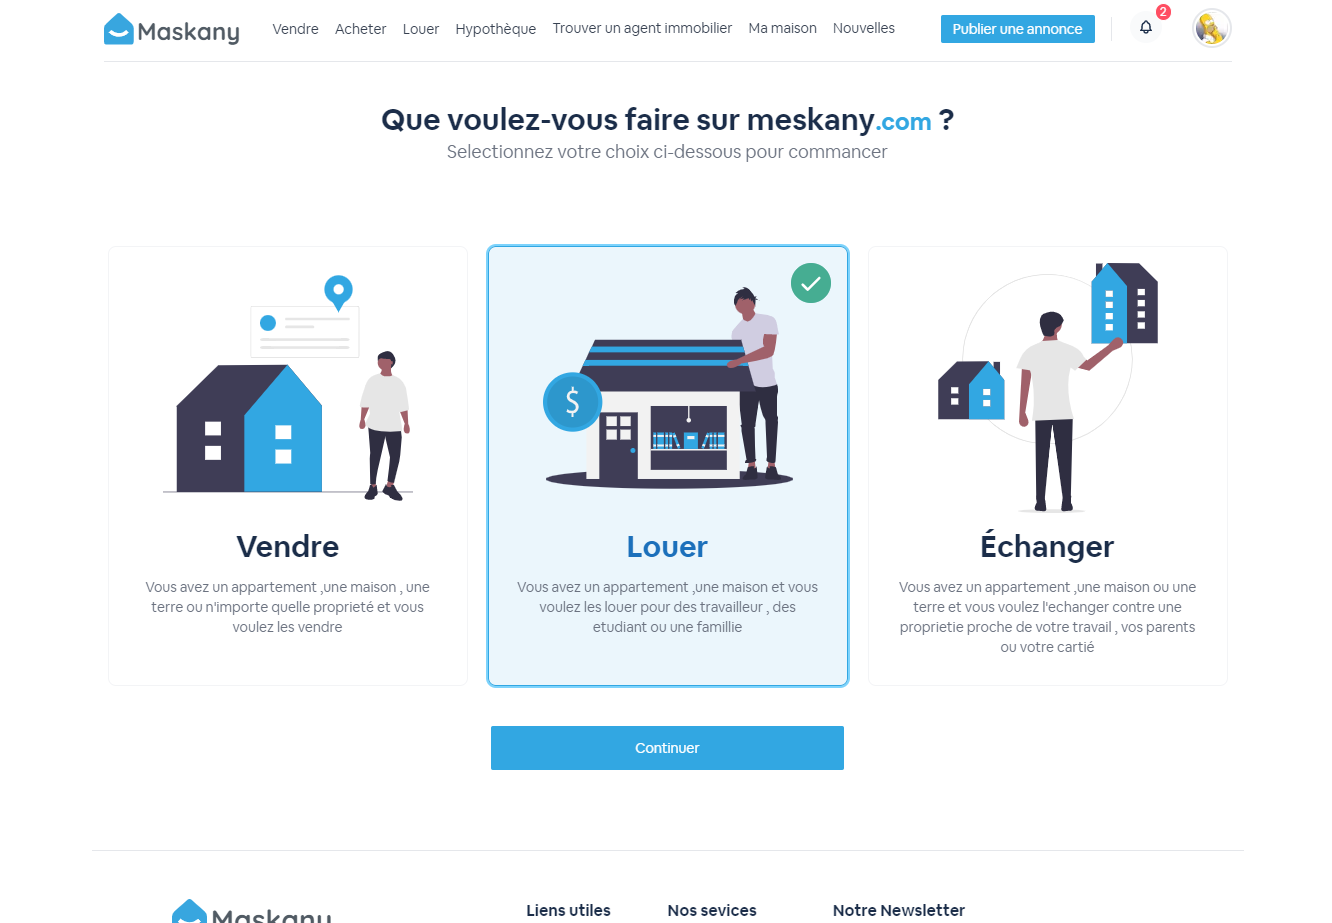 Maskany
Vendre
Acheter
Louer
Hypothèque
Trouver un agent immobilier
Ma maison
Nouvelles
Publier une annonce
2
Que voulez-vous faire sur meskany.com ?
Selectionnez votre choix ci-dessous pour commancer
$
Vendre
Vous avez un appartement ,une maison , une
terre ou n'importe quelle proprieté et vous
voulez les vendre
Louer
Vous avez un appartement ,une maison et vous
voulez les louer pour des travailleur , des
etudiant ou une famillie
Échanger
Vous avez un appartement ,une maison ou une
terre et vous voulez l'echanger contre une
proprietie proche de votre travail , vos parents
ou votre cartié
Continuer
Maskany
Liens utiles
Nos sevices
Notre Newsletter